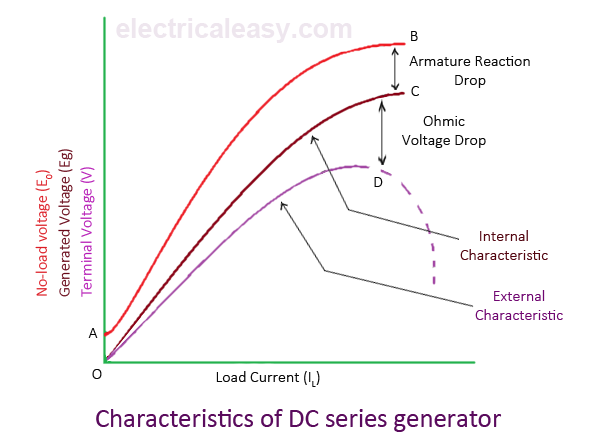 electricaleasy.com
B
Armature Reaction
Drop
C
Ohmic
Voltage Drop
D
No-load voltage (E₀)
Generated Voltage (Eg)
Terminal Voltage (V)
Internal
Characteristic
External
Characteristic
A
O
Load Current (I_L)
Characteristics of DC series generator